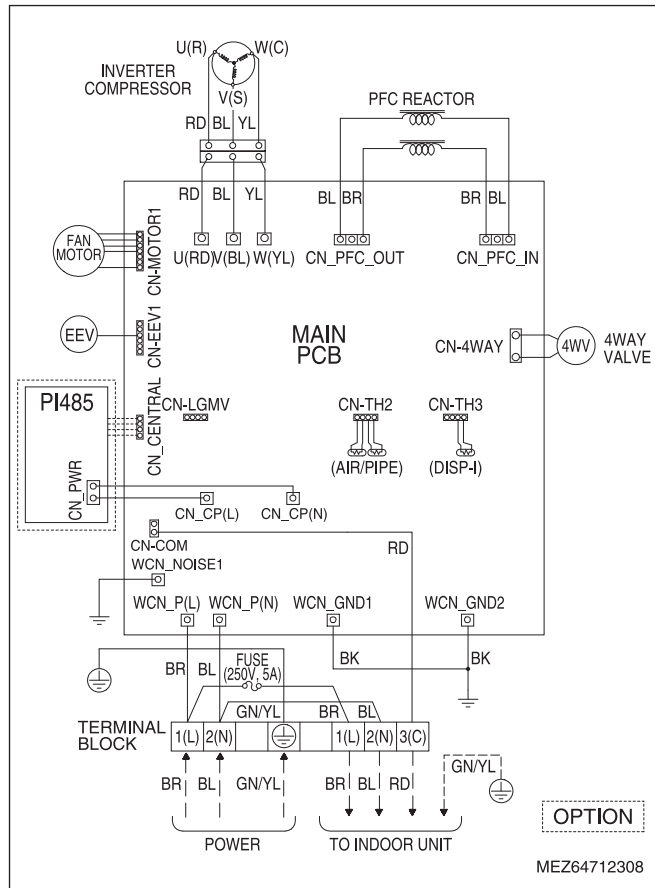 U(R)
W(C)
INVERTER
COMPRESSOR
V(S)
PFC REACTOR
RD BL YL
RD BL YL
BL BR
BR BL
FAN
MOTOR
CN-MOTOR1
U(RD)
V(BL)
W(YL)
CN_PFC_OUT
CN_PFC_IN
EEV
CN-EEV1
MAIN
PCB
CN-4WAY
4WV
4WAY
VALVE
PI485
CN_CENTRAL
CN-LGMV
CN-TH2
CN-TH3
(AIR/PIPE)
(DISP-I)
CN_PWR
CN_CP(L)
CN_CP(N)
CN-COM
RD
WCN_NOISE1
WCN_P(L)
WCN_P(N)
WCN_GND1
WCN_GND2
BR
BL
FUSE
(250V, 5A)
BK
BK
GN/YL
BR
BL
TERMINAL
BLOCK
1(L)
2(N)
1(L)
2(N)
3(C)
BR
BL
GN/YL
BR
BL
RD
GN/YL
POWER
TO INDOOR UNIT
OPTION
MEZ64712308